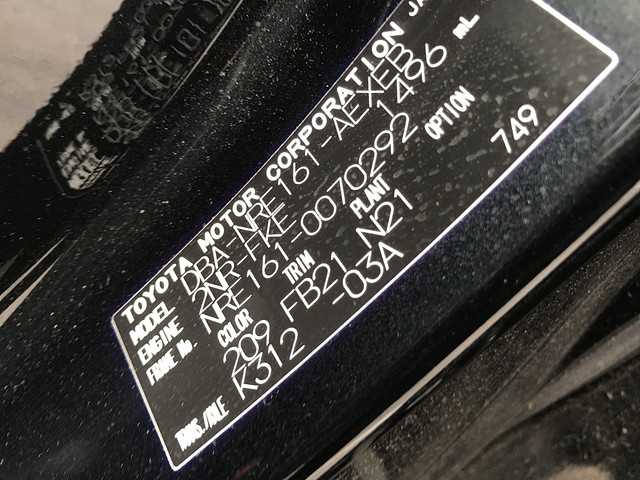 TOYOTA MOTOR CORPORATION JA
MODEL DBA-NRE161-AEXEB
ENGINE 2NR-FKE 1496 mL
FRAME No. NRE161-0070292
COLOR TRIM PLANT OPTION
209 FB21 N21 749
TRANS./AXLE K312 -03A